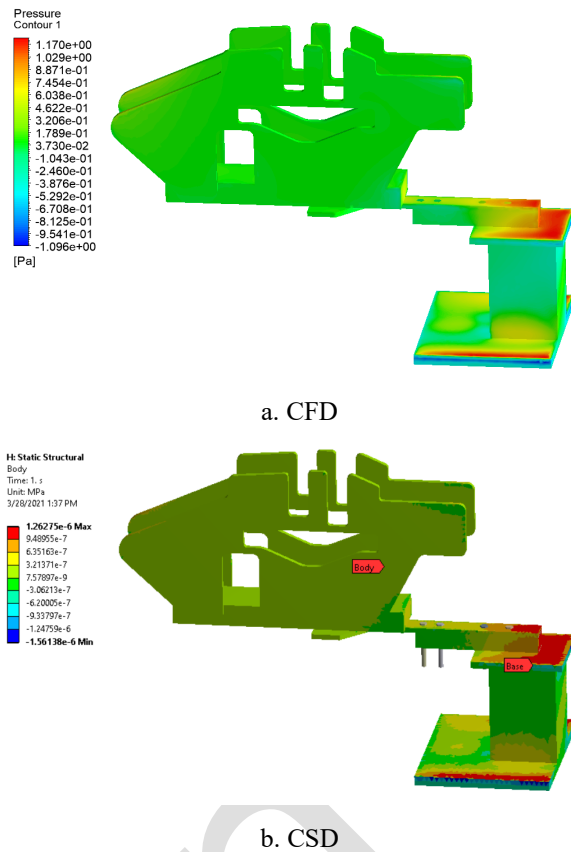 Pressure
Contour 1
1.170e+00
1.029e+00
8.871e-01
7.454e-01
6.038e-01
4.622e-01
3.206e-01
1.789e-01
3.730e-02
-1.043e-01
-2.460e-01
-3.876e-01
-5.292e-01
-6.708e-01
-8.125e-01
-9.541e-01
-1.096e+00
[Pa]
a. CFD
H: Static Structural
Body
Time: 1. s
Unit: MPa
3/28/2021 1:37 PM
1.26275e-6 Max
9.48955e-7
6.35163e-7
3.21371e-7
7.57897e-9
-3.06213e-7
-6.20005e-7
-9.33797e-7
-1.24759e-6
-1.56138e-6 Min
Body
Base
b. CSD